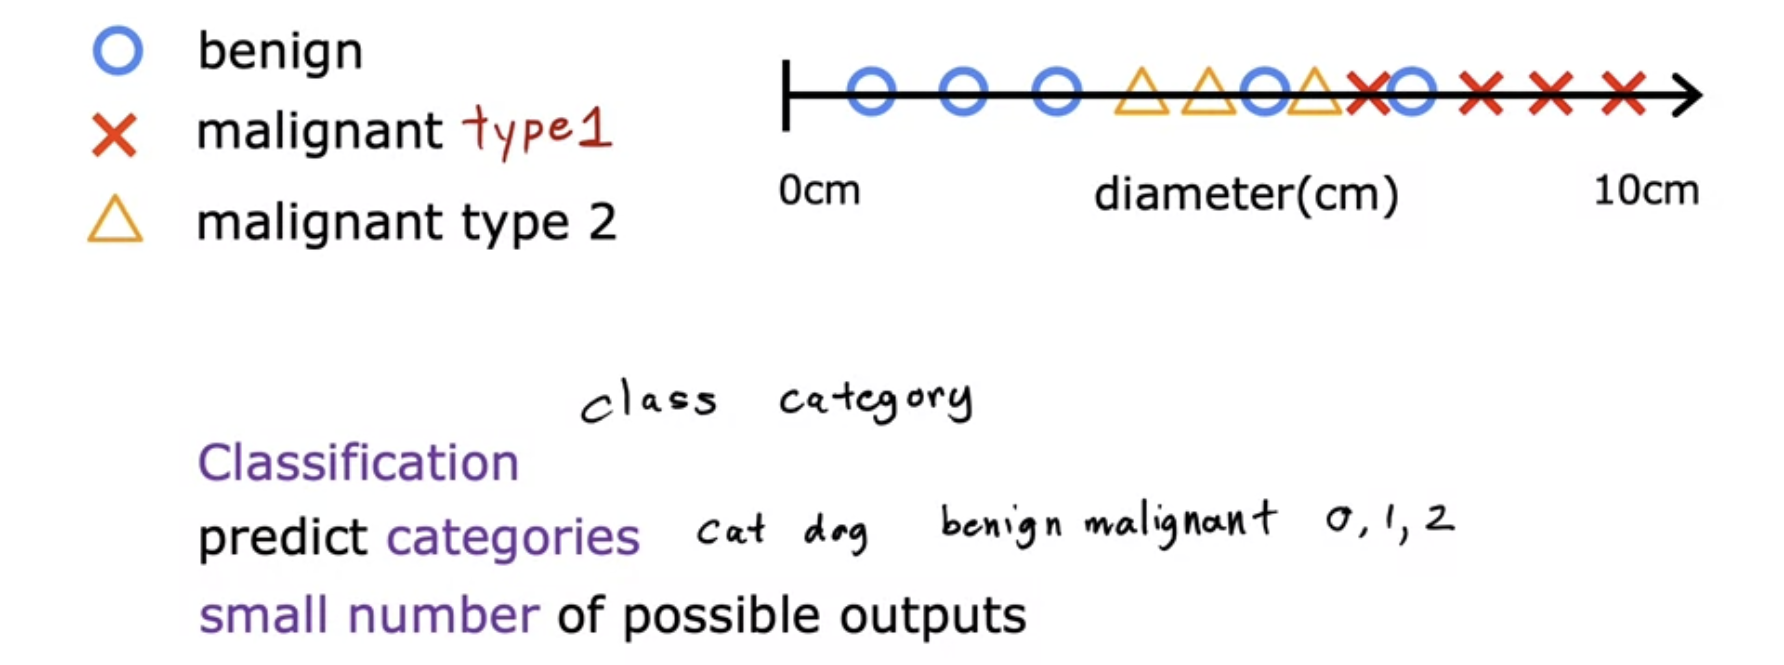 benign
malignant type1
malignant type 2
0cm diameter(cm) 10cm
class category
Classification
predict categories cat dog benign malignant 0, 1, 2
small number of possible outputs